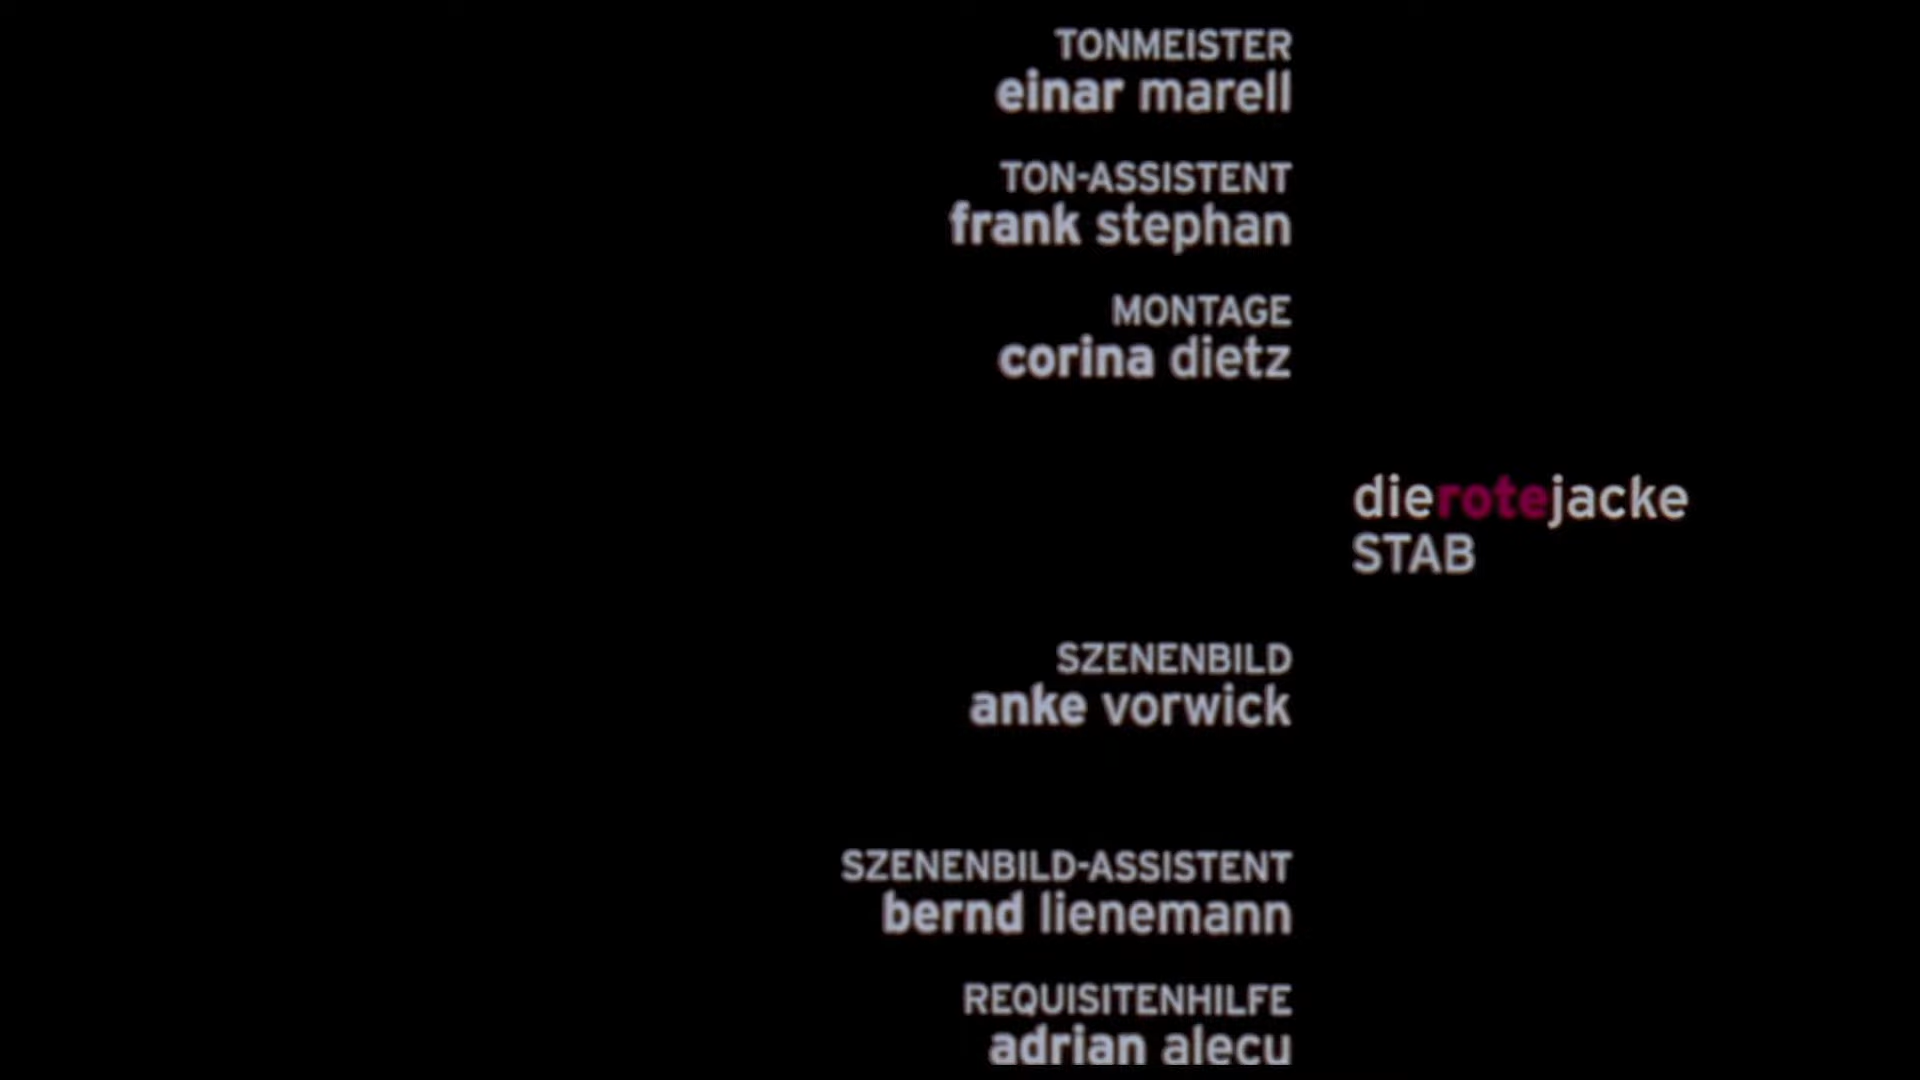 TONMEISTER
einar marell
TON-ASSISTENT
frank stephan
MONTAGE
corina dietz
dierotejacke
STAB
SZENENBILD
anke vorwick
SZENENBILD-ASSISTENT
bernd lienemann
REQUISITENHILFE
adrian alecu